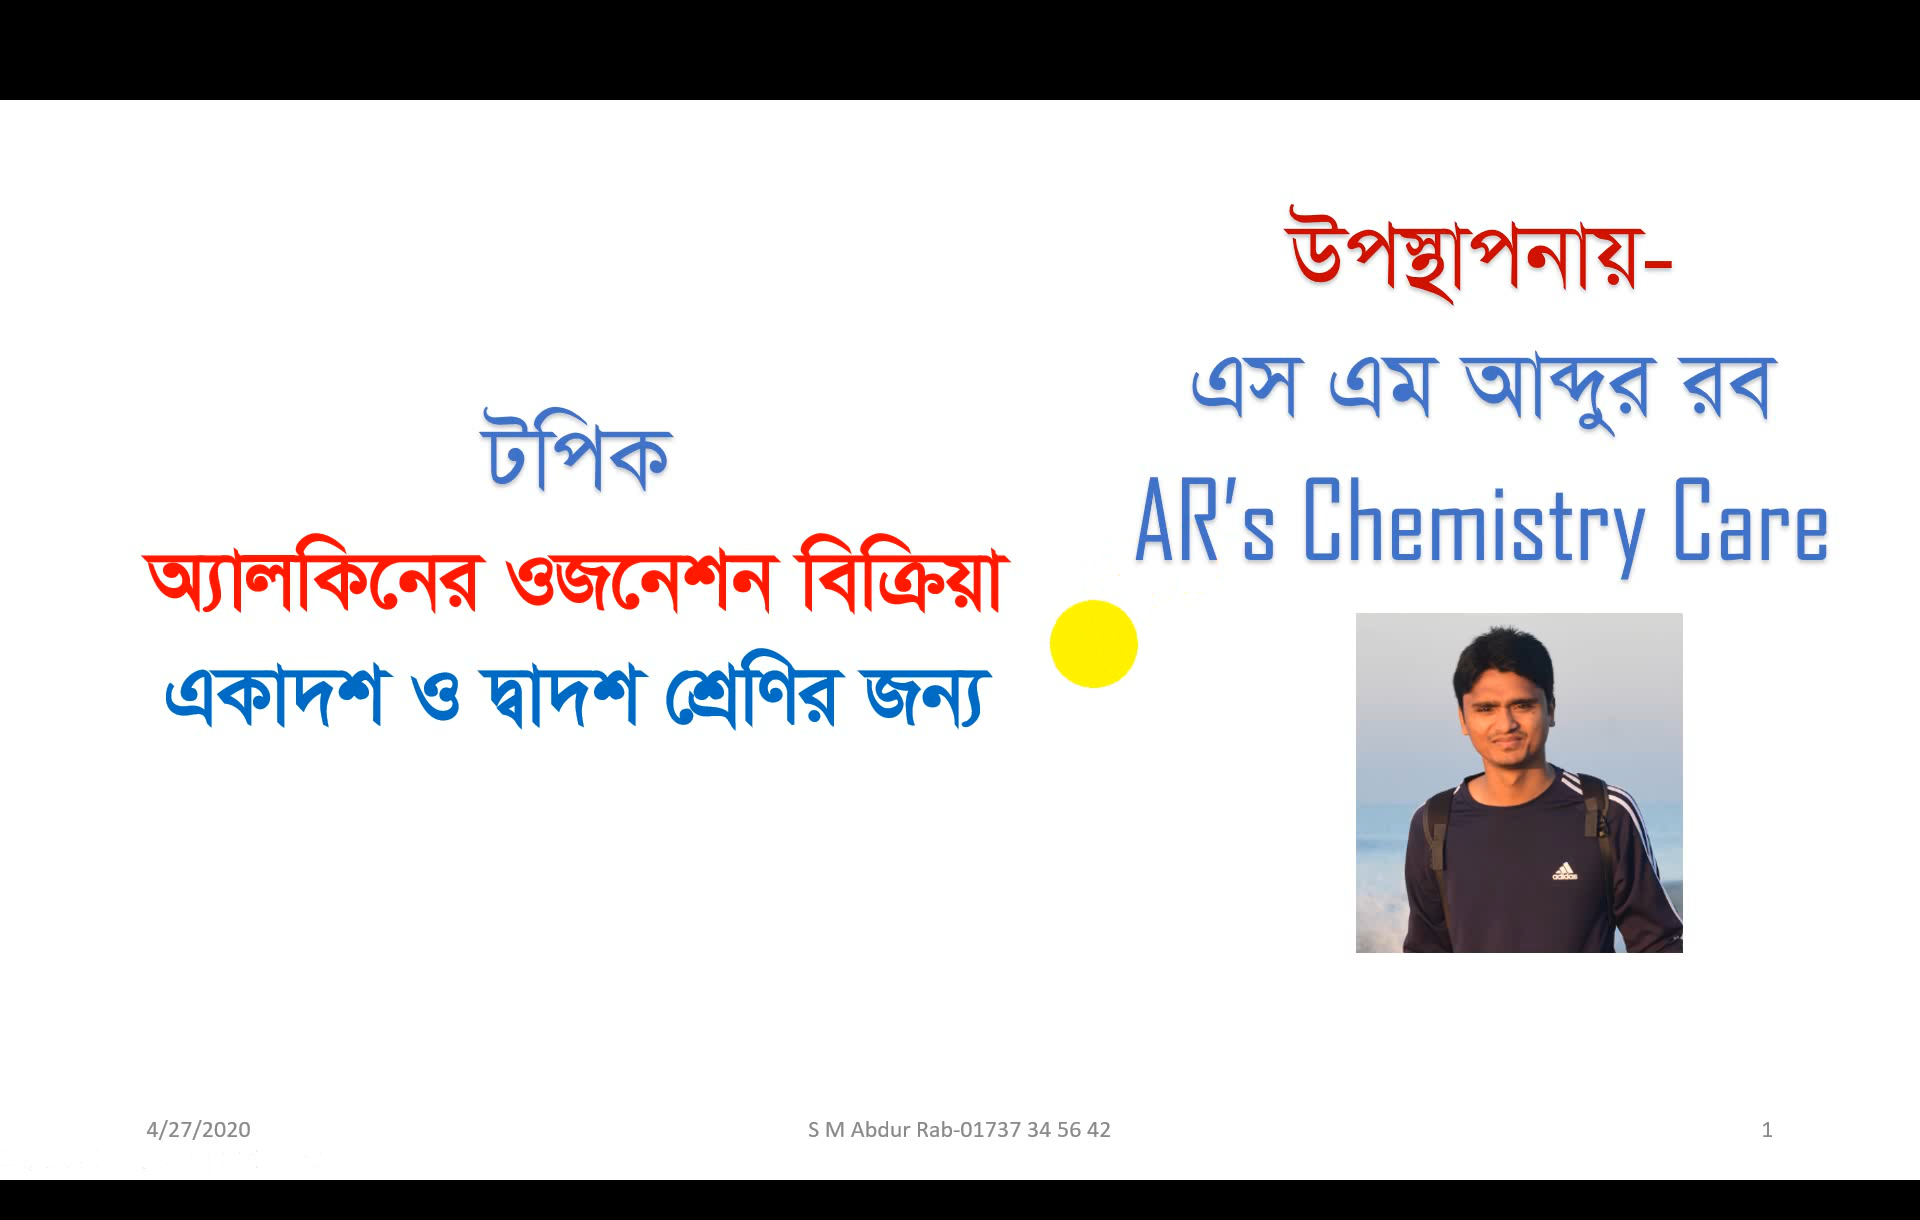 টপিক
অ্যালকিনের ওজনেশন বিক্রিয়া
একাদশ ও দ্বাদশ শ্রেণির জন্য
উপস্থাপনায়-
এস এম আব্দুর রব
AR's Chemistry Care
adidas
4/27/2020
S M Abdur Rab-01737 34 56 42
1